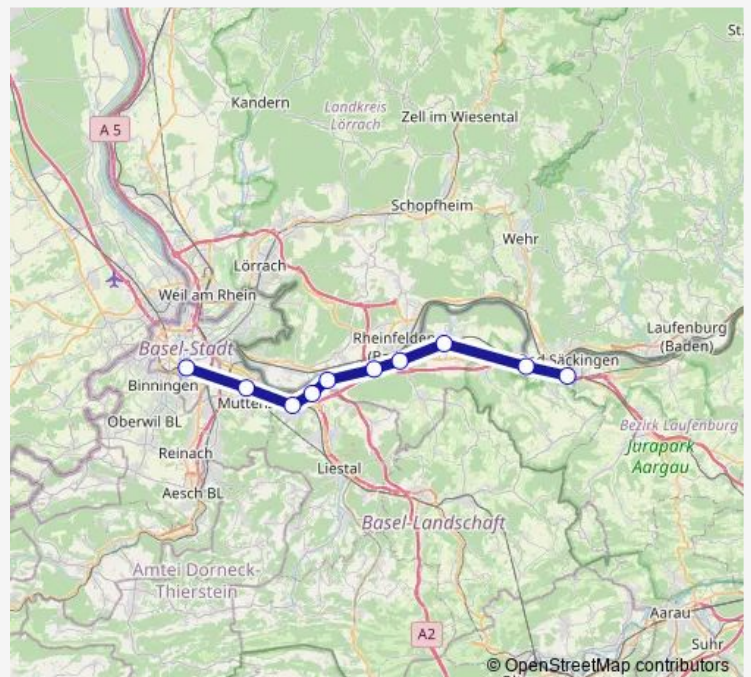 St.
Kandern
Landkreis
Lörrach
Zell im Wiesental
A 5
Schopfheim
Wehr
Lörrach
Weil am Rhein
Laufenburg
(Baden)
Rheinfelden
Basel-Stadt
Säckingen
Binningen
Muttenz
Oberwil BL
Bezirk Laufenburg
Jurapark
Aargau
Reinach
Liestal
Aesch BL
Basel-Landschaft
Amtei Dorneck-
Thierstein
Aarau
A2
Suhr
© OpenStreetMap contributors